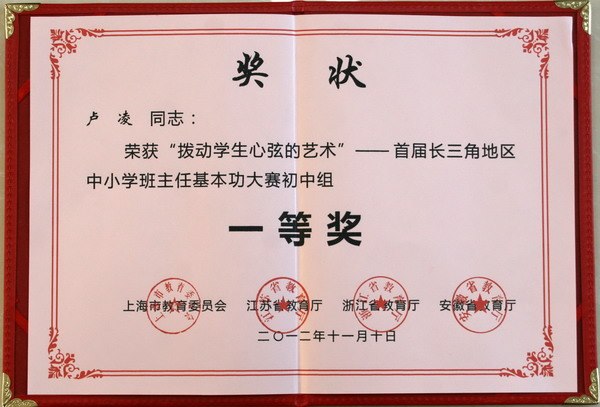 奖 状
卢 凌 同志：
荣获“拨动学生心弦的艺术”——首届长三角地区
中小学班主任基本功大赛初中组
一等奖
上海市教育委员会 江苏省教育厅 浙江省教育厅 安徽省教育厅
二〇一二年十一月十日